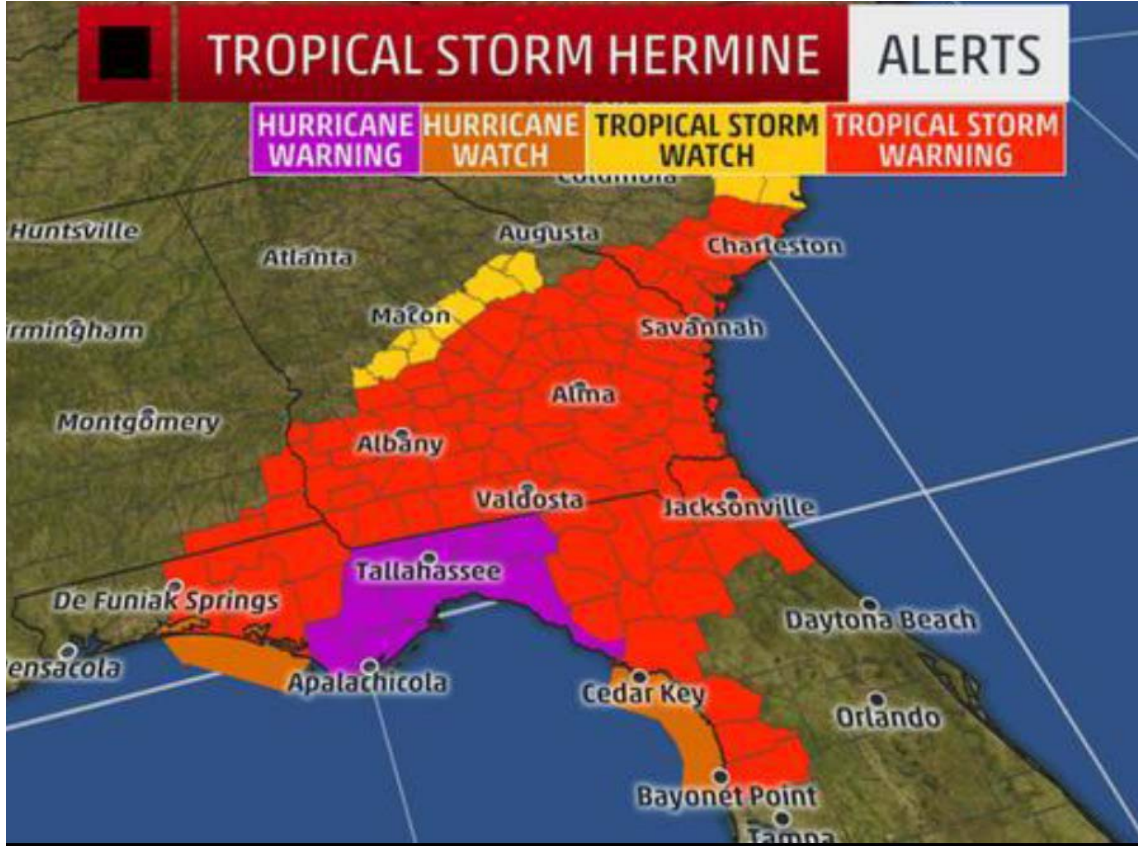 TROPICAL STORM HERMINE ALERTS
HURRICANE WARNING
HURRICANE WATCH
TROPICAL STORM WATCH
TROPICAL STORM WARNING
Columbia
Huntsville
Augusta
Atlanta
Charleston
Macon
rmingham
Savannah
Alma
Montgomery
Albany
Valdosta
Jacksonville
Tallahassee
De Funiak Springs
Daytona Beach
ensacola
Apalachicola
Cedar Key
Orlando
Bayonet Point
Tampa